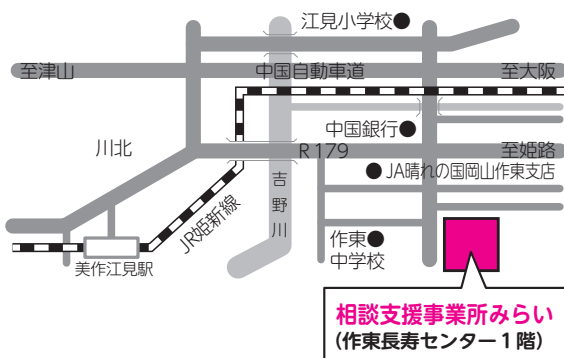 江見小学校●
至津山
中国自動車道
至大阪
中国銀行●
川北
R179
至姫路
●JA晴れの国岡山作東支店
吉野川
JR姫新線
作東●
中学校
美作江見駅
相談支援事業所みらい
(作東長寿センター1階)